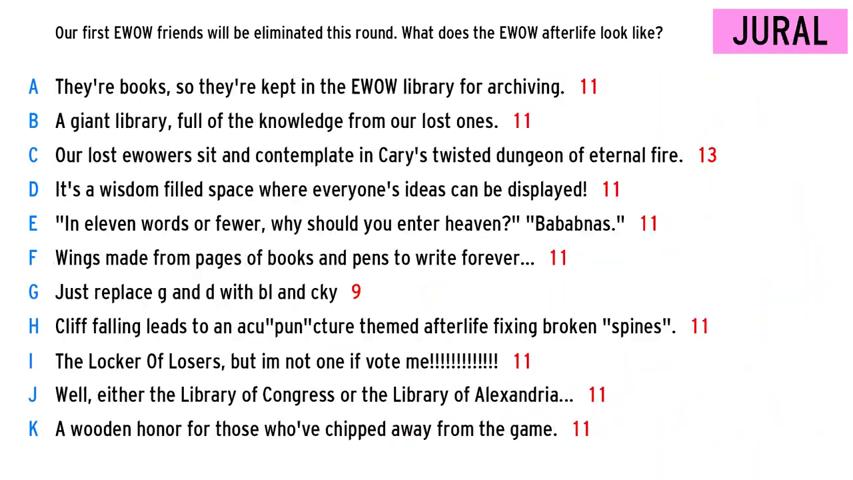 Our first EWOW friends will be eliminated this round. What does the EWOW afterlife look like?
JURAL
A They're books, so they're kept in the EWOW library for archiving. 11
B A giant library, full of the knowledge from our lost ones. 11
C Our lost ewowers sit and contemplate in Cary's twisted dungeon of eternal fire. 13
D It's a wisdom filled space where everyone's ideas can be displayed! 11
E "In eleven words or fewer, why should you enter heaven?" "Bababnas." 11
F Wings made from pages of books and pens to write forever... 11
G Just replace g and d with bl and cky 9
H Cliff falling leads to an acu"pun"cture themed afterlife fixing broken "spines". 11
I The Locker Of Losers, but im not one if vote me!!!!!!!!!!!!! 11
J Well, either the Library of Congress or the Library of Alexandria... 11
K A wooden honor for those who've chipped away from the game. 11